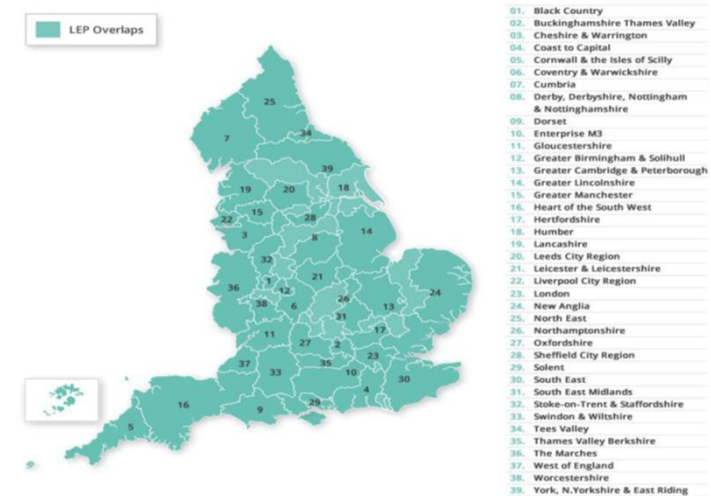 LEP Overlaps
01. Black Country
02. Buckinghamshire Thames Valley
03. Cheshire & Warrington
04. Coast to Capital
05. Cornwall & the Isles of Scilly
06. Coventry & Warwickshire
07. Cumbria
08. Derby, Derbyshire, Nottingham
& Nottinghamshire
09. Dorset
10. Enterprise M3
11. Gloucestershire
12. Greater Birmingham & Solihull
13. Greater Cambridge & Peterborough
14. Greater Lincolnshire
15. Greater Manchester
16. Heart of the South West
17. Hertfordshire
18. Humber
19. Lancashire
20. Leeds City Region
21. Leicester & Leicestershire
22. Liverpool City Region
23. London
24. New Anglia
25. North East
26. Northamptonshire
27. Oxfordshire
28. Sheffield City Region
29. Solent
30. South East
31. South East Midlands
32. Stoke-on-Trent & Staffordshire
33. Swindon & Wiltshire
34. Tees Valley
35. Thames Valley Berkshire
36. The Marches
37. West of England
38. Worcestershire
39. York, N.Yorkshire & East Riding
25
34
7
39
19
20
18
15
22
28
3
8
14
32
21
1
36
12
26
24
38
6
13
31
17
11
27
2
23
37
33
35
10
30
4
16
9
29
5